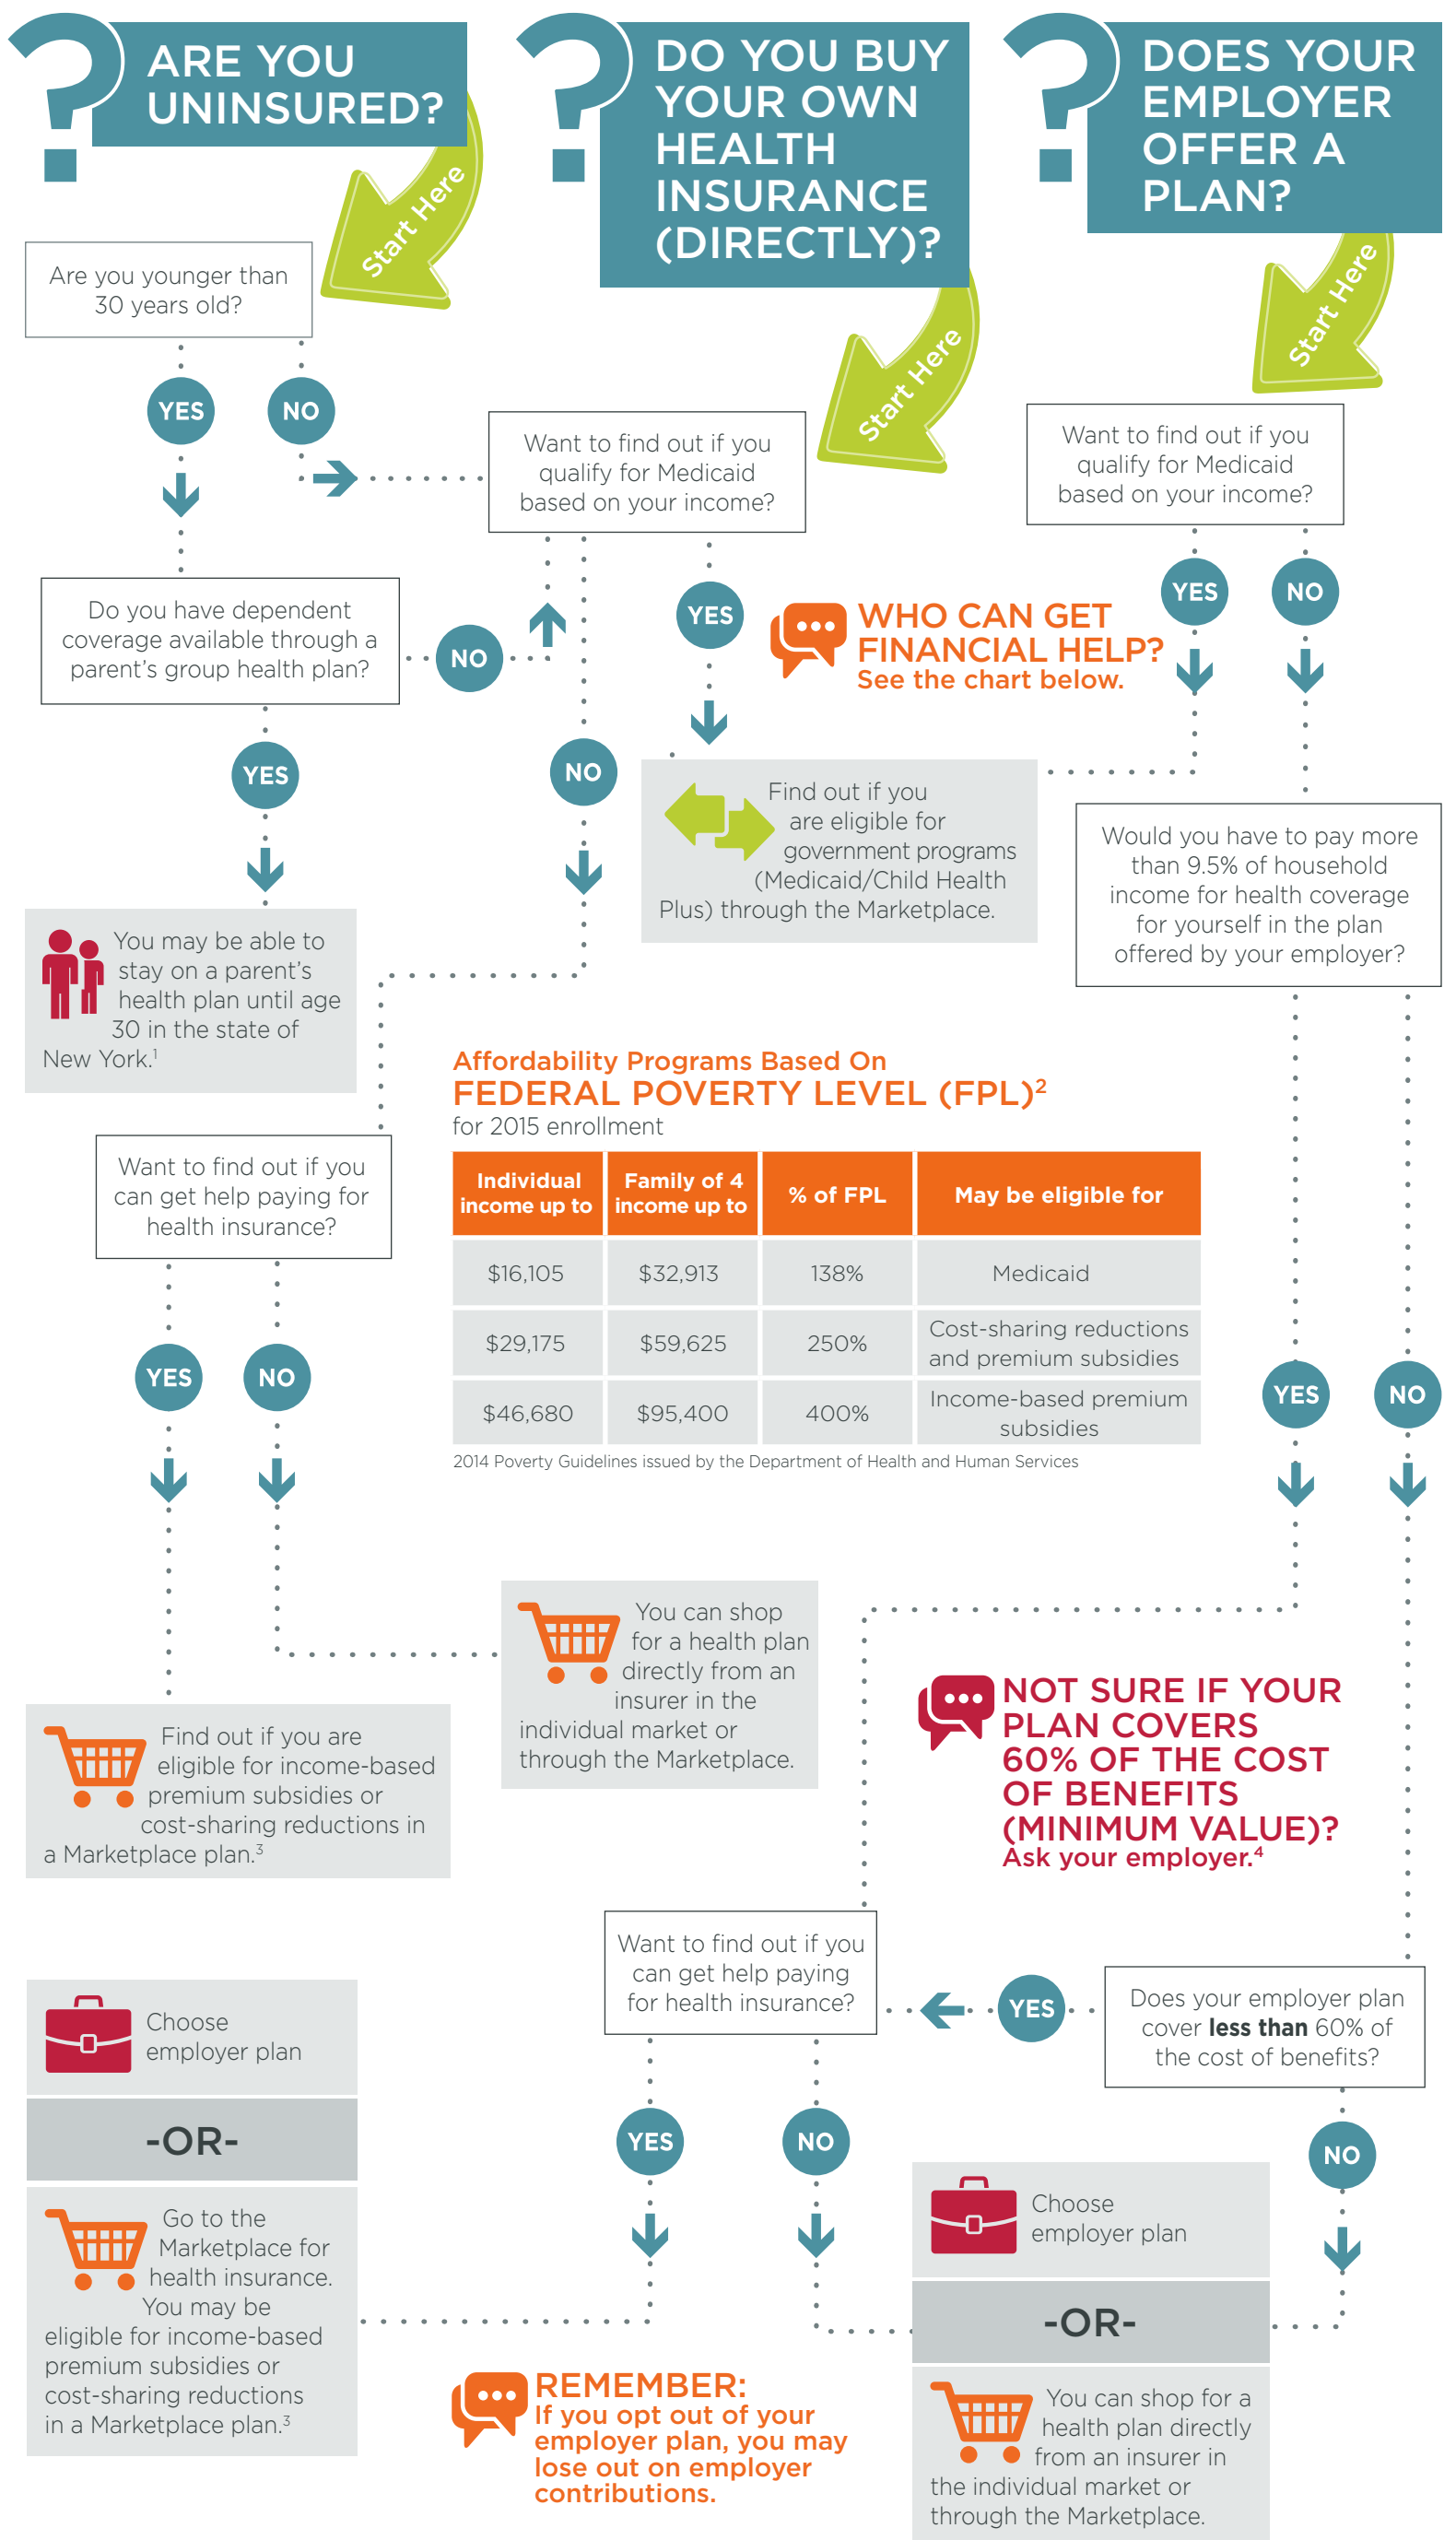 ARE YOU
UNINSURED?
Start Here
DO YOU BUY
YOUR OWN
HEALTH
INSURANCE
(DIRECTLY)?
Start Here
DOES YOUR
EMPLOYER
OFFER A
PLAN?
Start Here
Are you younger than
30 years old?
YES
NO
Want to find out if you
qualify for Medicaid
based on your income?
Want to find out if you
qualify for Medicaid
based on your income?
Do you have dependent
coverage available through a
parent's group health plan?
NO
YES
WHO CAN GET
FINANCIAL HELP?
See the chart below.
YES
NO
YES
NO
Find out if you
are eligible for
government programs
(Medicaid/Child Health
Plus) through the Marketplace.
Would you have to pay more
than 9.5% of household
income for health coverage
for yourself in the plan
offered by your employer?
You may be able to
stay on a parent's
health plan until age
30 in the state of
New York.1
Affordability Programs Based On
FEDERAL POVERTY LEVEL (FPL)2
for 2015 enrollment
Individual income up to | Family of 4 income up to | % of FPL | May be eligible for
$16,105 $32,913 138% Medicaid
$29,175 $59,625 250% Cost-sharing reductions
and premium subsidies
$46,680 $95,400 400% Income-based premium
subsidies
2014 Poverty Guidelines issued by the Department of Health and Human Services
Want to find out if you
can get help paying for
health insurance?
YES
NO
YES
NO
You can shop
for a health plan
directly from an
insurer in the
individual market or
through the Marketplace.
Find out if you are
eligible for income-based
premium subsidies or
cost-sharing reductions in
a Marketplace plan.3
NOT SURE IF YOUR
PLAN COVERS
60% OF THE COST
OF BENEFITS
(MINIMUM VALUE)?
Ask your employer.4
Want to find out if you
can get help paying
for health insurance?
YES
Does your employer plan
cover less than 60% of
the cost of benefits?
YES
NO
NO
Choose
employer plan
-OR-
Go to the
Marketplace for
health insurance.
You may be
eligible for income-based
premium subsidies or
cost-sharing reductions
in a Marketplace plan.3
REMEMBER:
If you opt out of your
employer plan, you may
lose out on employer
contributions.
Choose
employer plan
-OR-
You can shop for a
health plan directly
from an insurer in
the individual market or
through the Marketplace.